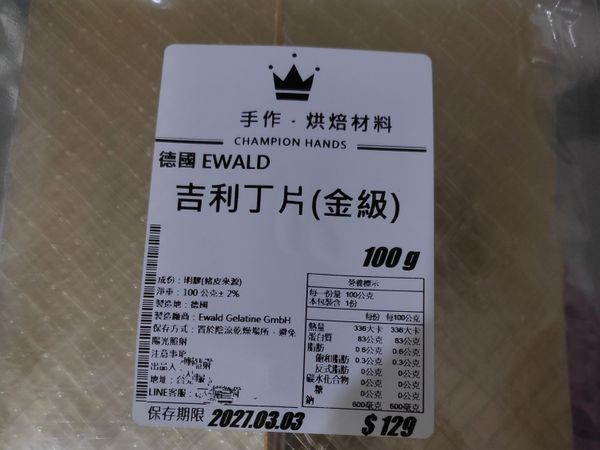 手作．烘焙材料
CHAMPION HANDS
德國 EWALD
吉利丁片(金級)
100 g
成份：明膠(豬皮來源)
淨重：100 公克± 2%
製造地：德國
製造廠商：Ewald Gelatine GmbH
保存方式：置於陰涼乾燥場所，避免
陽光照射
注意事項
出品人
地址：台
LINE客服：
保存期限 2027.03.03
營養標示
每一份量 100公克
本包裝含 1份
每份 每100公克
熱量 336大卡 336大卡
蛋白質 83公克 83公克
脂肪 0.6公克 0.6公克
飽和脂肪 0.3公克 0.3公克
反式脂肪 0公克 0公克
碳水化合物 0公克 0公克
糖 0公克 0公克
鈉 600毫克 600毫克
$ 129